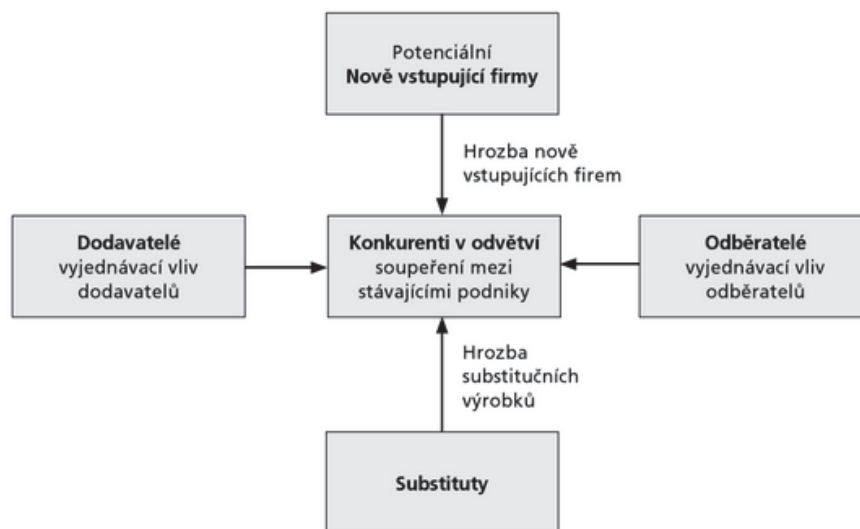 Potenciální
Nově vstupující firmy
Hrozba nově
vstupujících firem
Dodavatelé
vyjednávací vliv
dodavatelů
Konkurenti v odvětví
soupeření mezi
stávajícími podniky
Odběratelé
vyjednávací vliv
odběratelů
Hrozba
substitučních
výrobků
Substituty